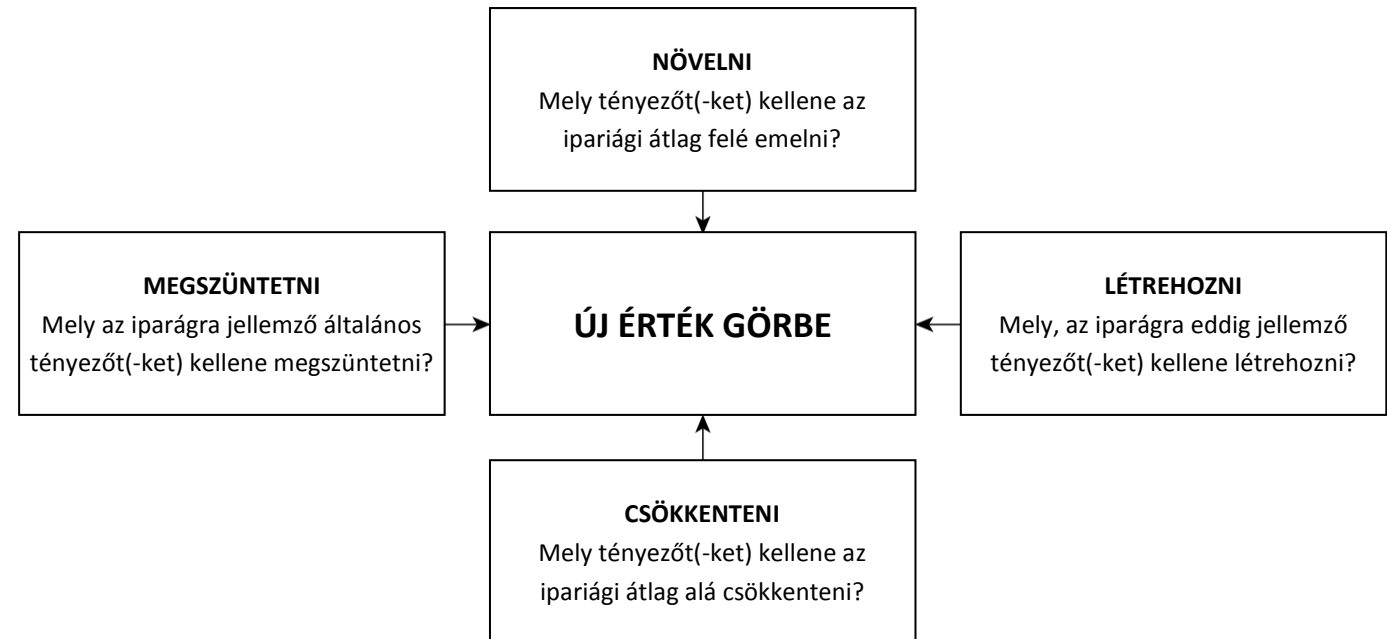 NÖVELNI
Mely tényezőt(-ket) kellene az
ipariági átlag felé emelni?
MEGSZÜNTETNI
Mely az iparágra jellemző általános
tényezőt(-ket) kellene megszüntetni?
ÚJ ÉRTÉK GÖRBE
LÉTREHOZNI
Mely, az iparágra eddig jellemző
tényezőt(-ket) kellene létrehozni?
CSÖKKENTENI
Mely tényezőt(-ket) kellene az
ipariági átlag alá csökkenteni?